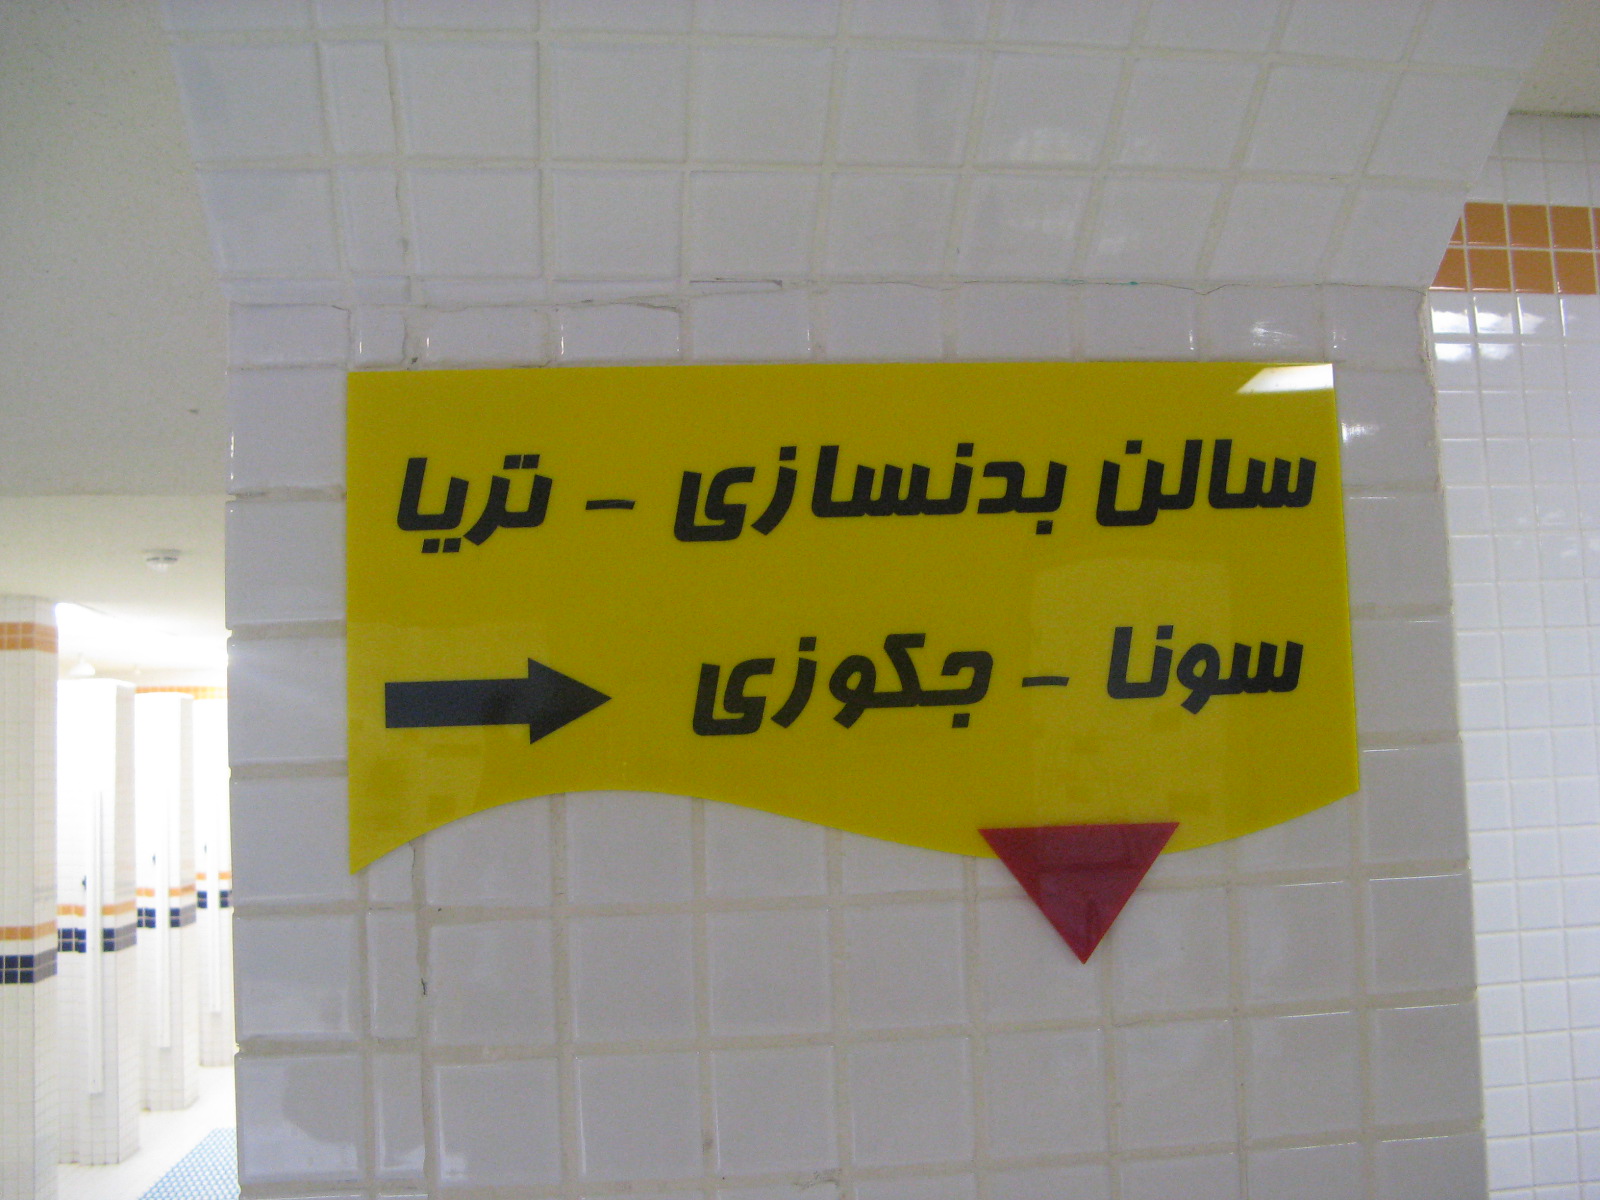 سالن بدنسازی - تریا
سونا - جکوزی